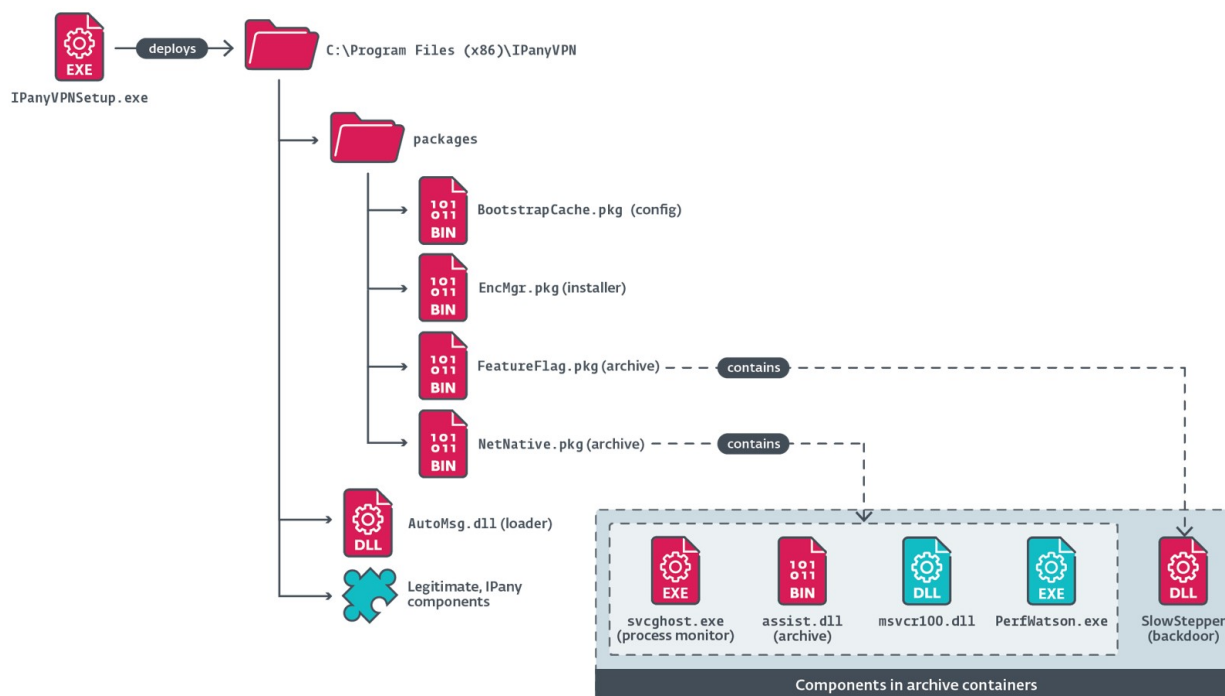 deploys
C:\Program Files (x86)\IPanyVPN
EXE
IPanyVPNSetup.exe
packages
101
011
BIN
BootstrapCache.pkg (config)
101
011
BIN
EncMgr.pkg (installer)
101
011
BIN
FeatureFlag.pkg (archive)
contains
101
011
BIN
NetNative.pkg (archive)
contains
DLL
AutoMsg.dll (loader)
Legitimate, IPany
components
EXE
svcghost.exe
(process monitor)
101
011
BIN
assist.dll
(archive)
DLL
msvcr100.dll
EXE
PerfWatson.exe
DLL
SlowStepper
(backdoor)
Components in archive containers